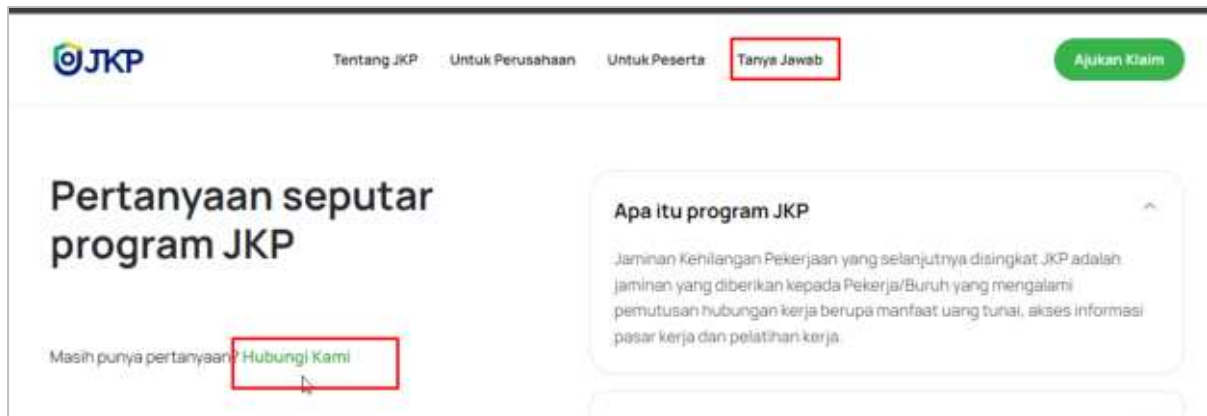 JKP
Tentang JKP Untuk Perusahaan Untuk Peserta Tanya Jawab Ajukan Klaim
Pertanyaan seputar
program JKP
Masih punya pertanyaan? Hubungi Kami
Apa itu program JKP
Jaminan Kehilangan Pekerjaan yang selanjutnya disingkat JKP adalah
jaminan yang diberikan kepada Pekerja/Buruh yang mengalami
pemutusan hubungan kerja berupa manfaat uang tunai, akses informasi
pasar kerja dan pelatihan kerja.